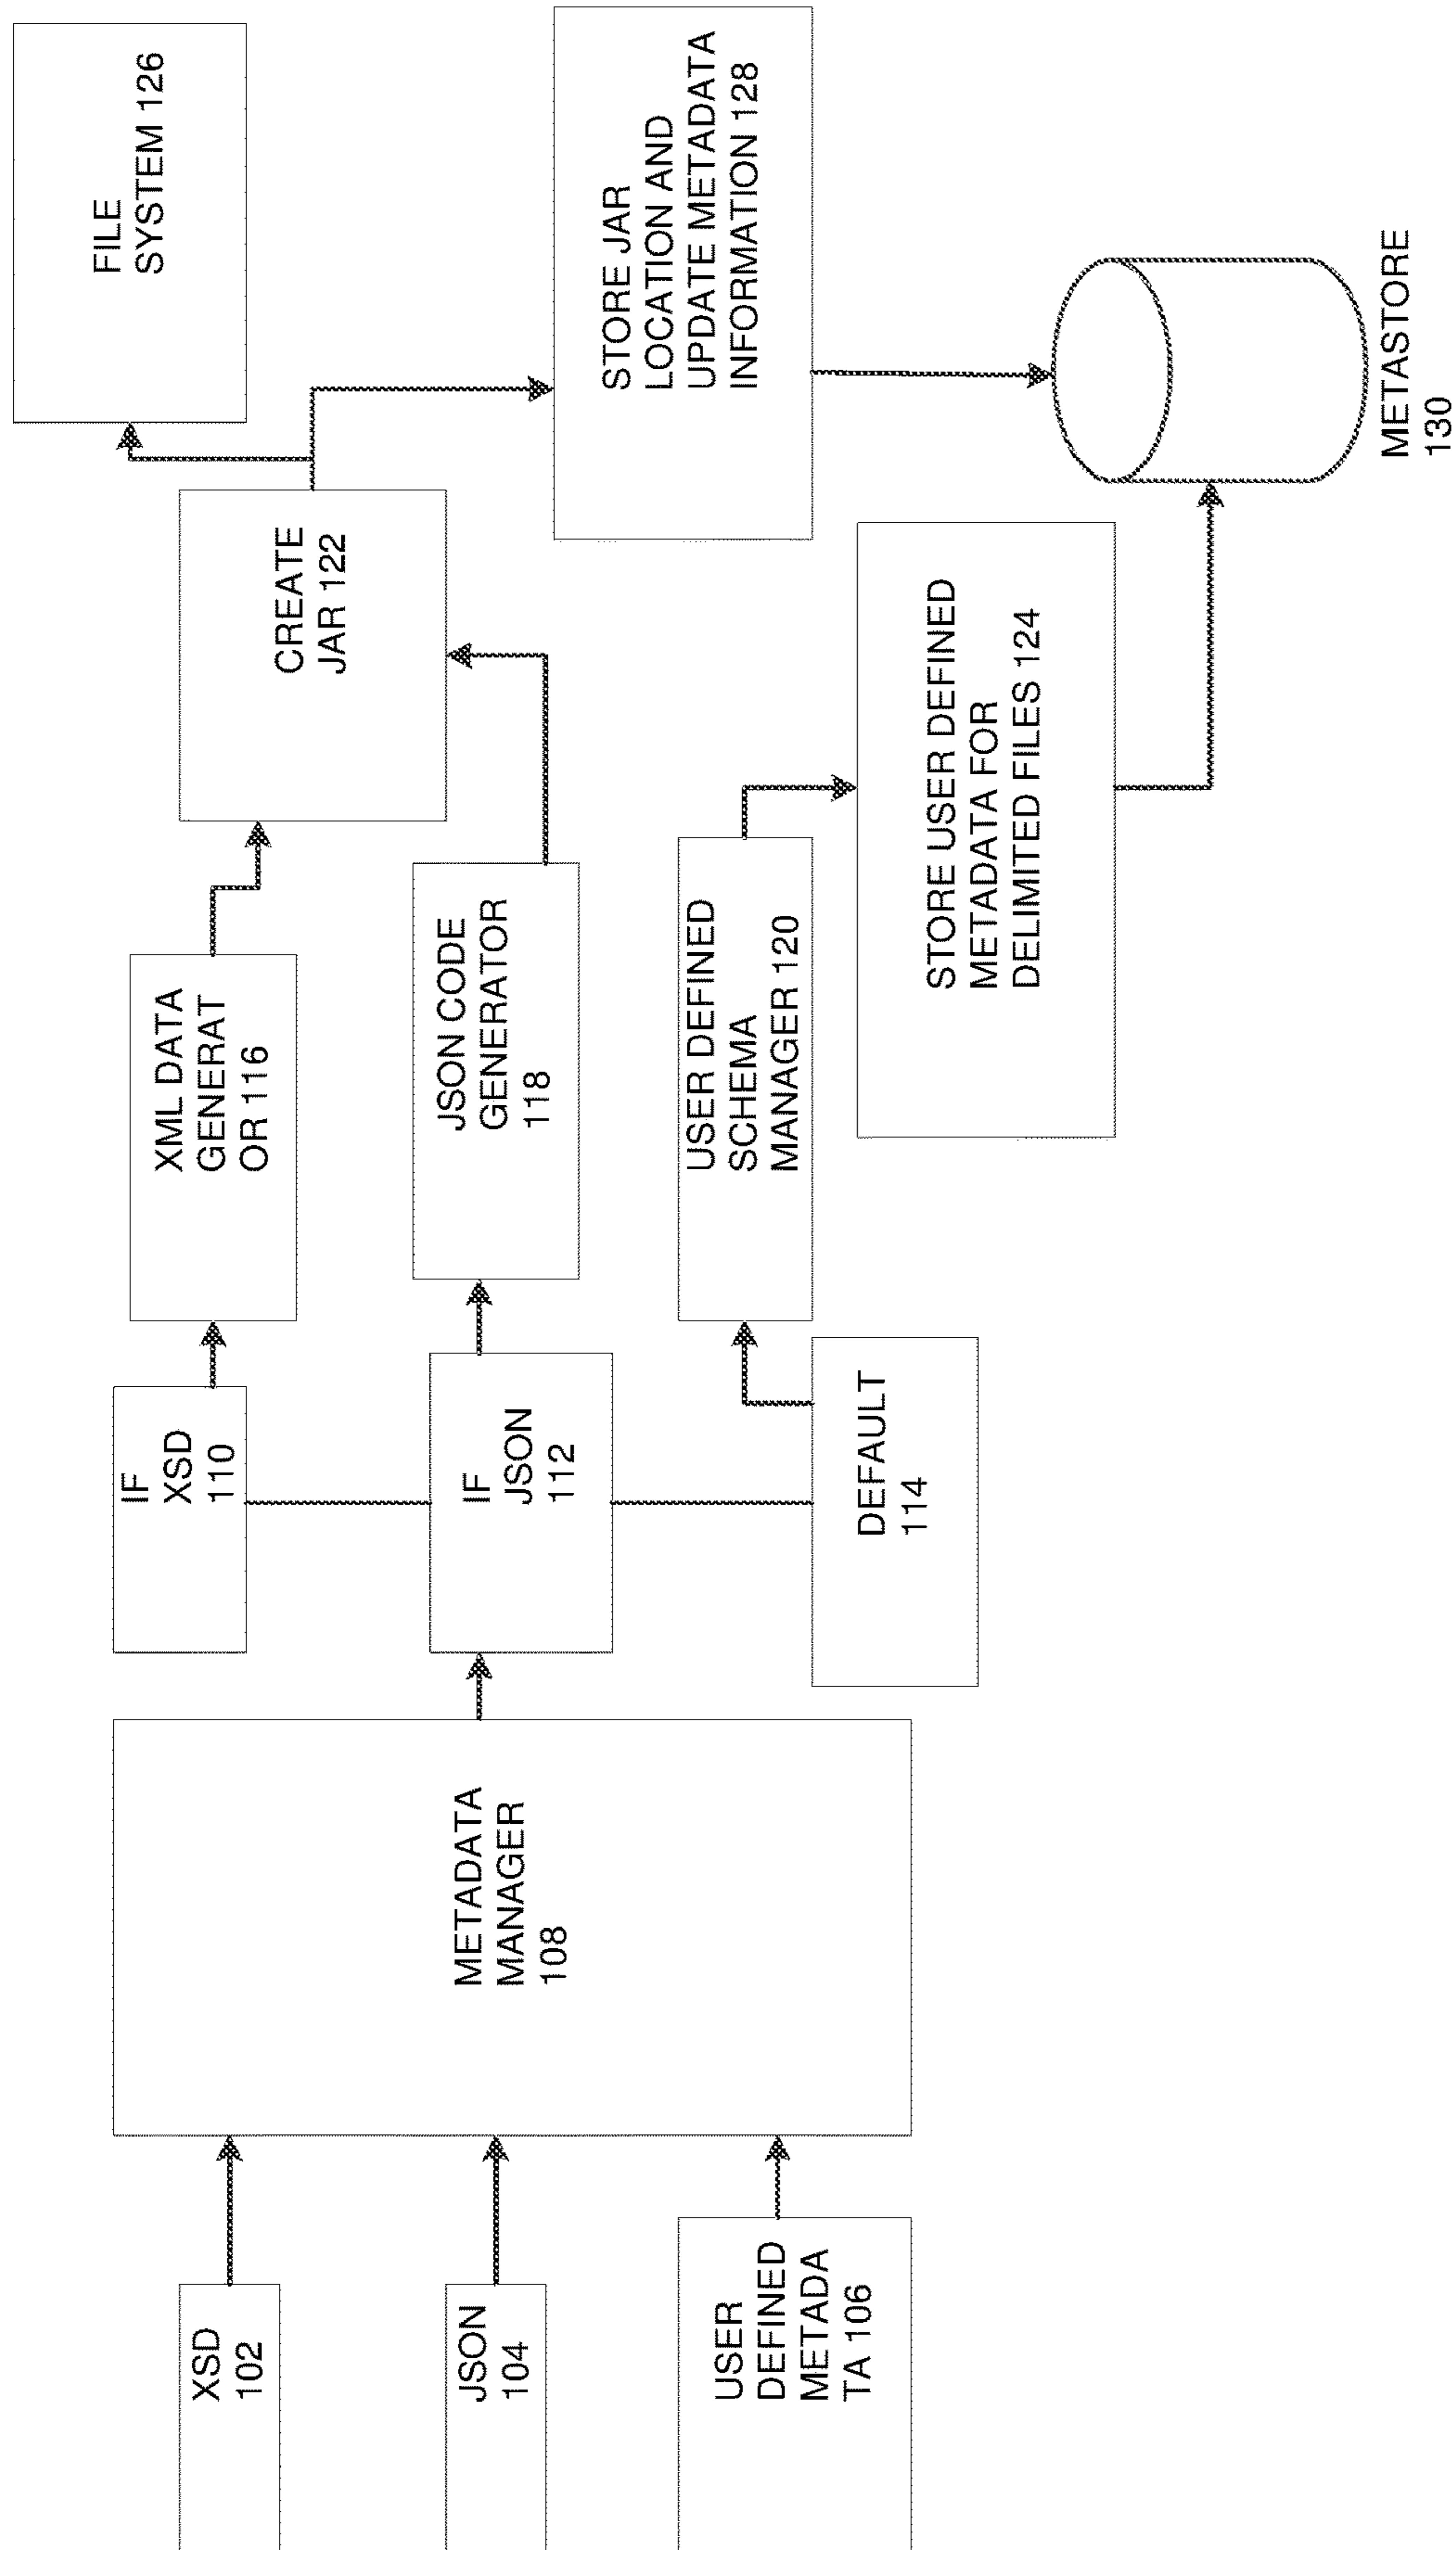 XSD
102
JSON
104
USER
DEFINED
METADA
TA 106
METADATA
MANAGER
108
IF
XSD
110
IF
JSON
112
DEFAULT
114
XML DATA
GENERAT
OR 116
JSON CODE
GENERATOR
118
USER DEFINED
SCHEMA
MANAGER 120
CREATE
JAR 122
STORE USER DEFINED
METADATA FOR
DELIMITED FILES 124
FILE
SYSTEM 126
STORE JAR
LOCATION AND
UPDATE METADATA
INFORMATION 128
METASTORE
130